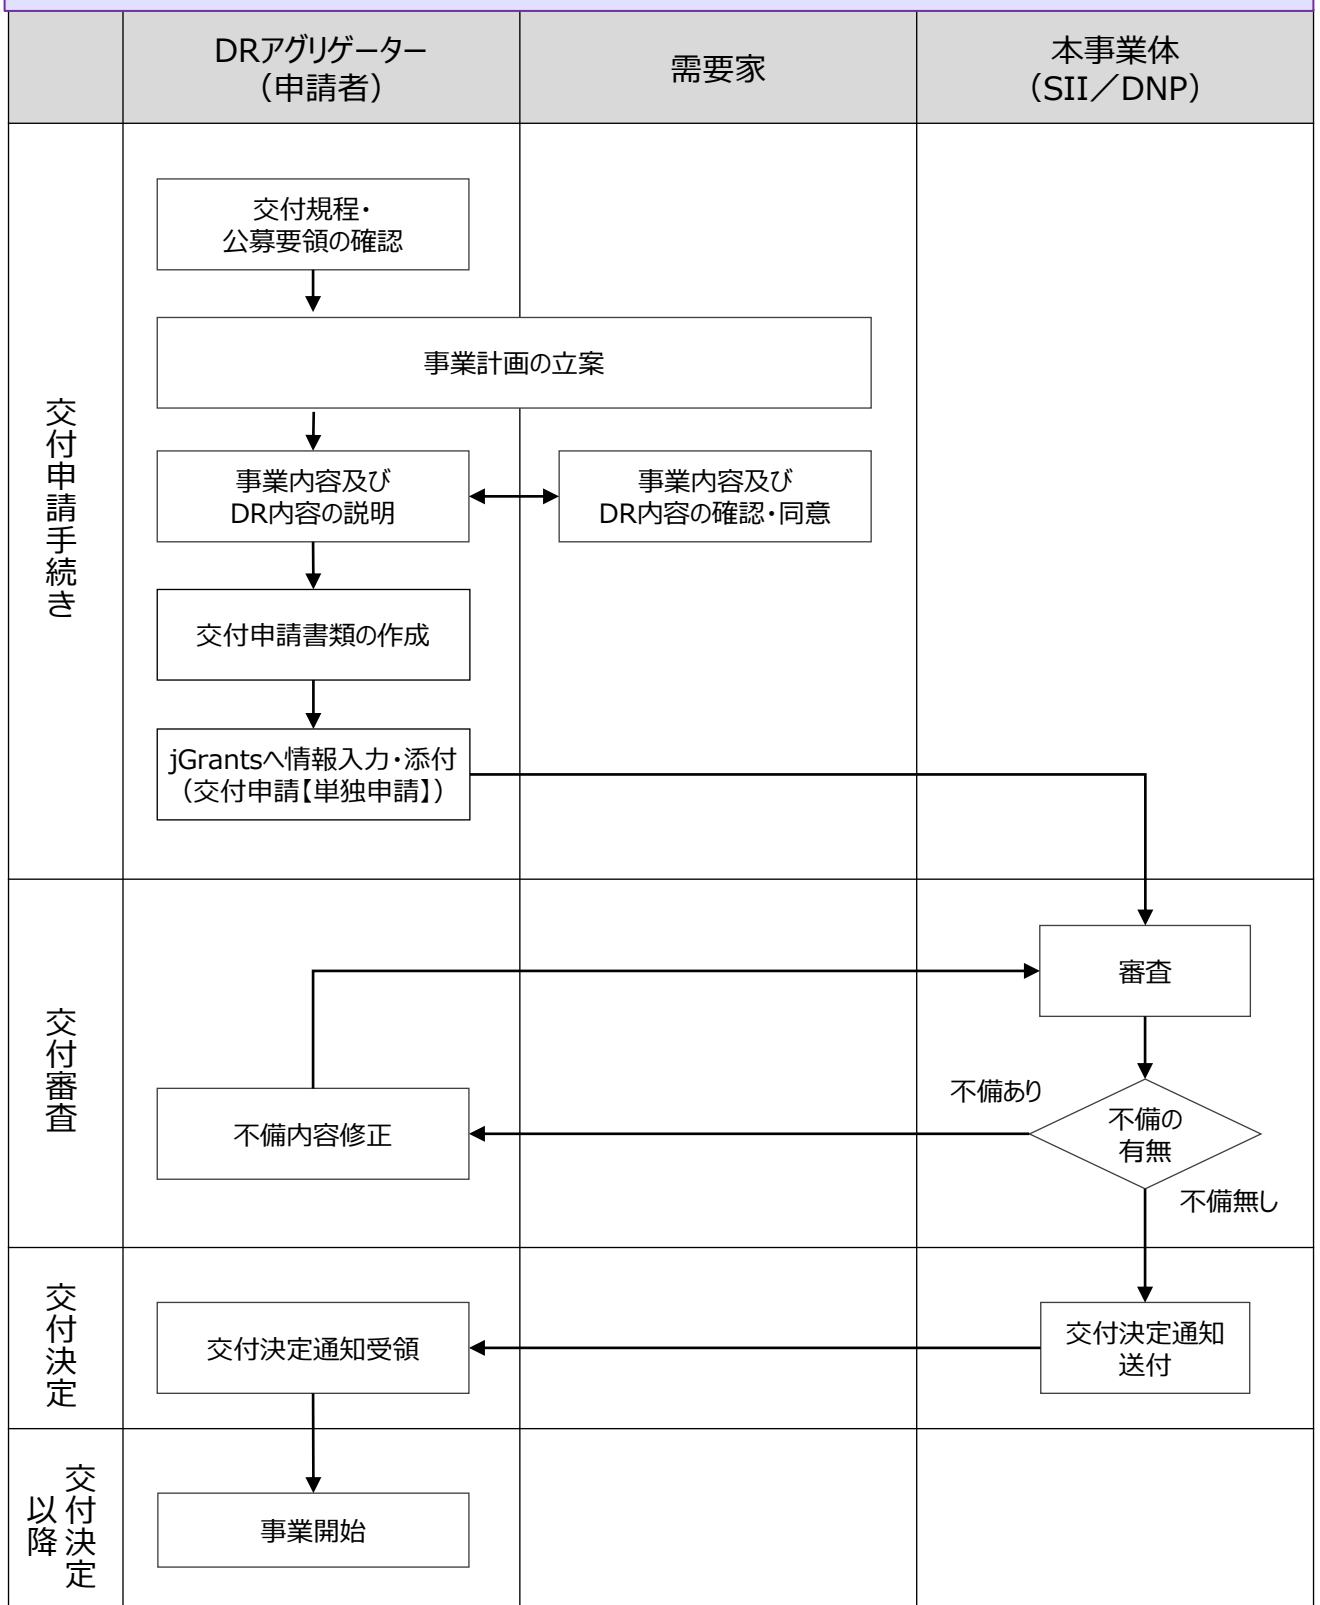 DRアグリゲーター
（申請者）
需要家
本事業体
（SII／DNP）
交付申請手続き
交付規程・
公募要領の確認
事業計画の立案
事業内容及び
DR内容の説明
事業内容及び
DR内容の確認・同意
交付申請書類の作成
jGrantsへ情報入力・添付
（交付申請【単独申請】）
交付審査
審査
不備あり
不備の
有無
不備内容修正
不備無し
交付決定
交付決定通知受領
交付決定通知
送付
交付決定
以降
事業開始